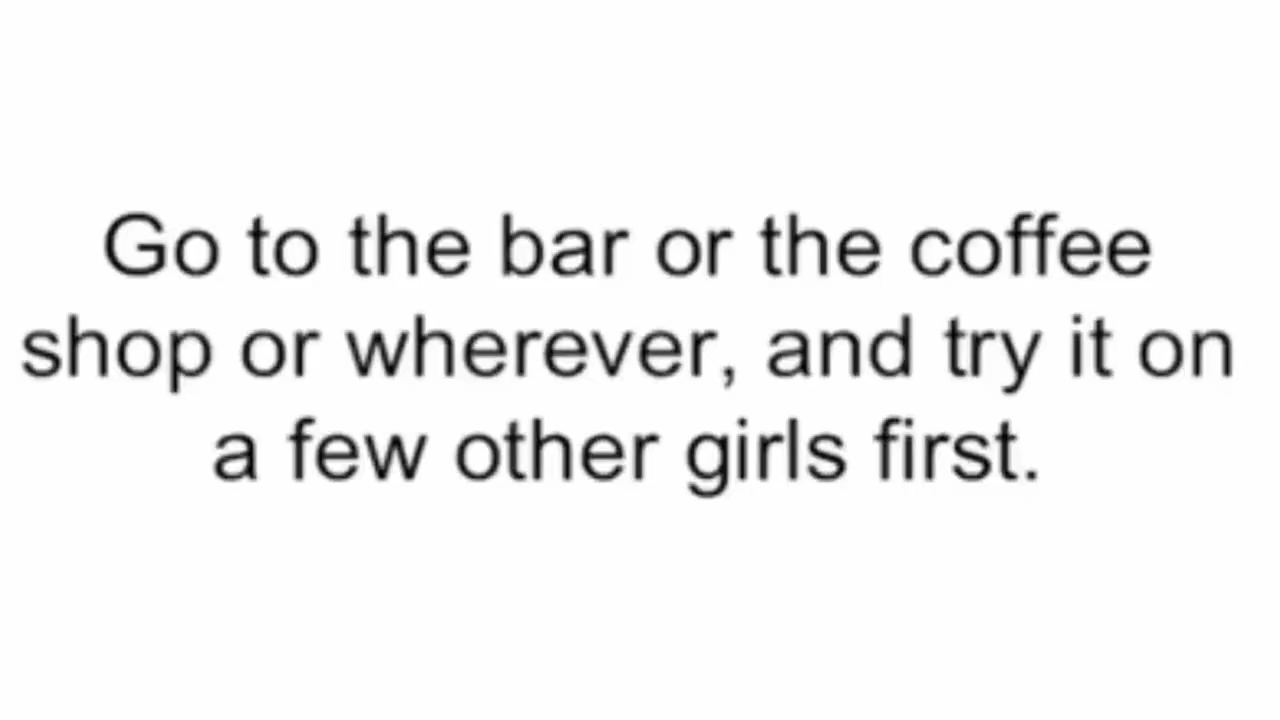 Go to the bar or the coffee
shop or wherever, and try it on
a few other girls first.